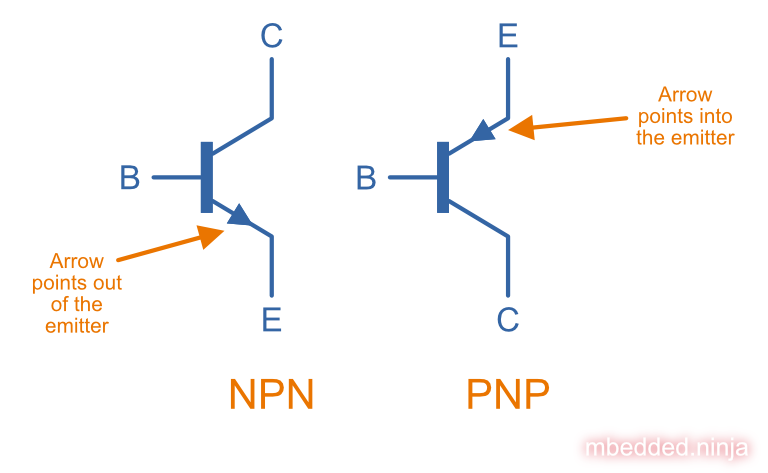 C
B
Arrow
points out
of the
emitter
E
NPN
E
Arrow
points into
the emitter
B
C
PNP
mbedded.ninja